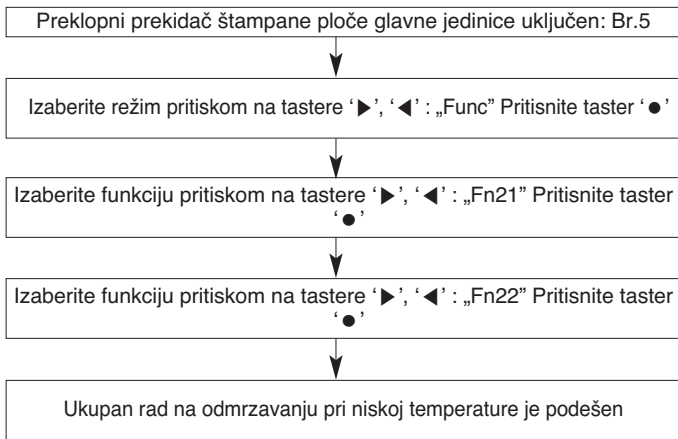 Preklopni prekidač štampane ploče glavne jedinice uključen: Br.5
Izaberite režim pritiskom na tastere ‘▶’, ‘◀’ : „Func” Pritisnite taster ‘●’
Izaberite funkciju pritiskom na tastere ‘▶’, ‘◀’ : „Fn21” Pritisnite taster
‘●’
Izaberite funkciju pritiskom na tastere ‘▶’, ‘◀’ : „Fn22” Pritisnite taster
‘●’
Ukupan rad na odmrzavanju pri niskoj temperature je podešen